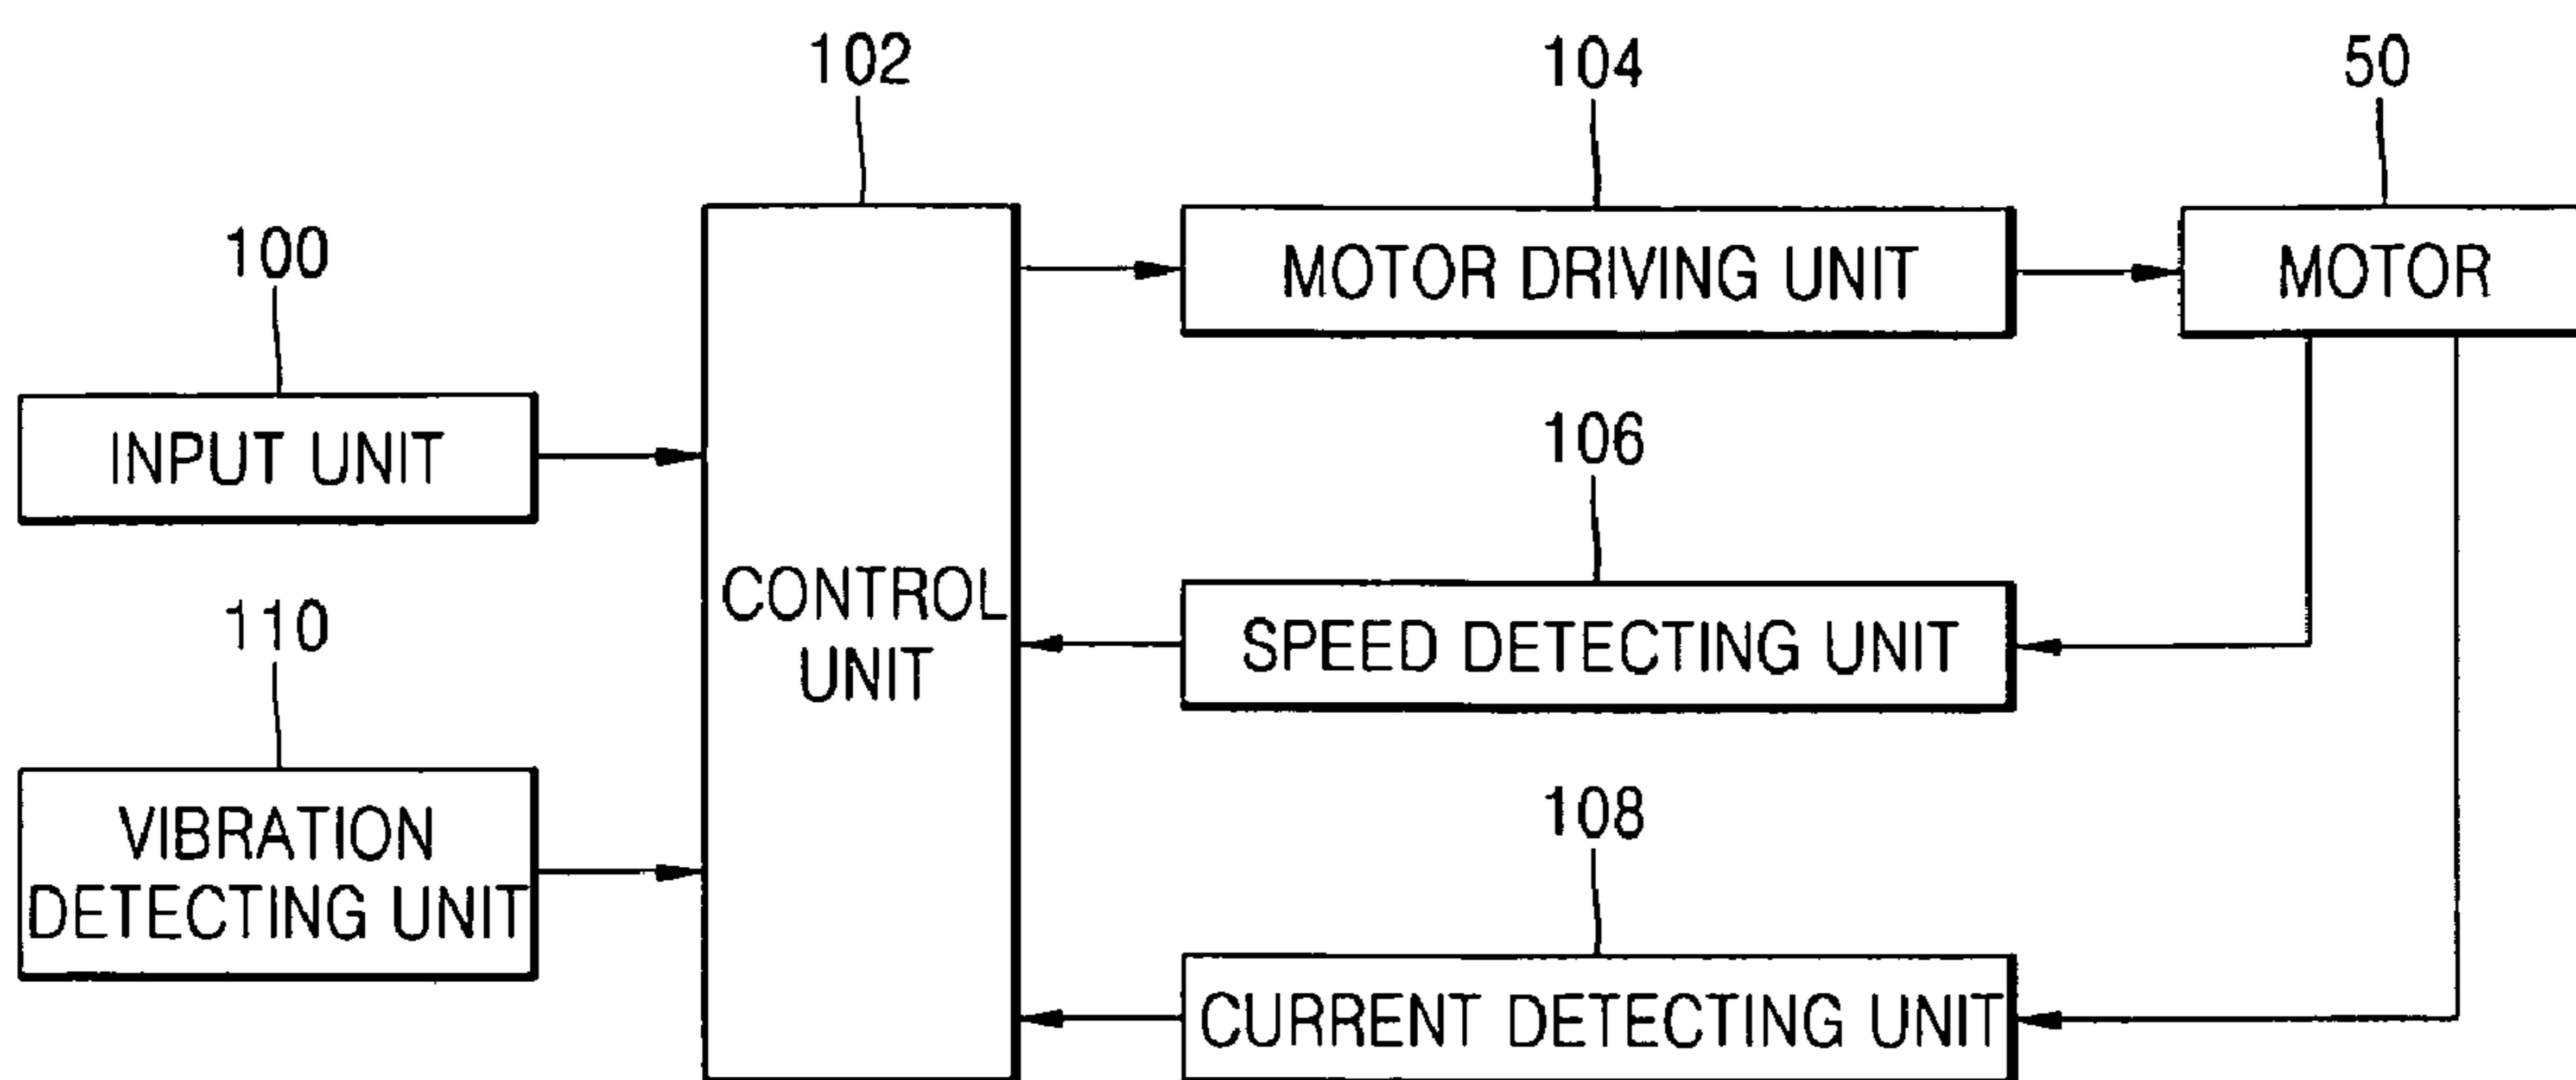 102
104
50
100
MOTOR DRIVING UNIT
MOTOR
INPUT UNIT
106
110
CONTROL
UNIT
SPEED DETECTING UNIT
108
VIBRATION
DETECTING UNIT
CURRENT DETECTING UNIT